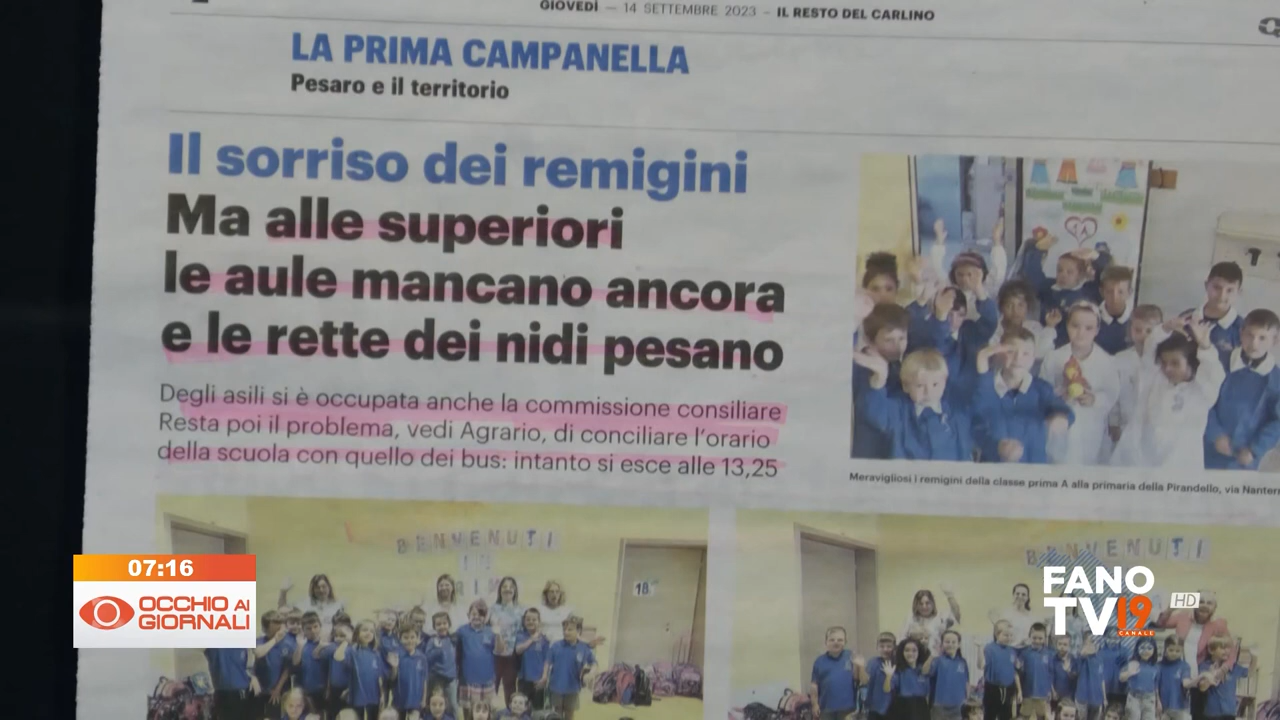 GIOVEDÌ — 14 SETTEMBRE 2023 – IL RESTO DEL CARLINO
LA PRIMA CAMPANELLA
Pesaro e il territorio
Il sorriso dei remigini
Ma alle superiori
le aule mancano ancora
e le rette dei nidi pesano
Degli asili si è occupata anche la commissione consiliare
Resta poi il problema, vedi Agrario, di conciliare l'orario
della scuola con quello dei bus: intanto si esce alle 13,25
1A
Meravigliosi i remigini della classe prima A alla primaria della Pirandello, via
BENVENUTI
IN
18
BENVENUTI
07:16
OCCHIO AI
GIORNALI
FANO
TV19
CANALE
HD